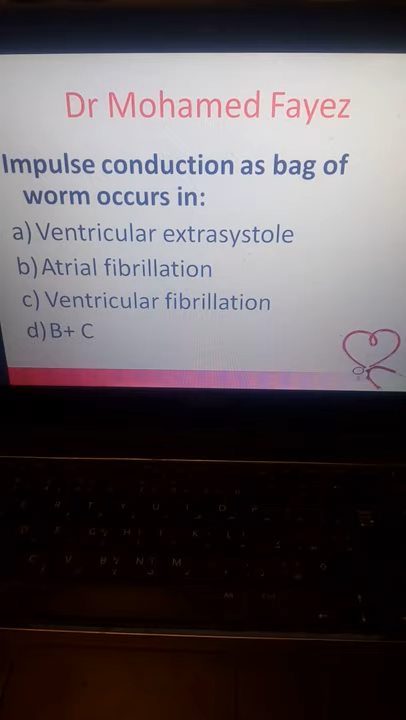 Dr Mohamed Fayez
Impulse conduction as bag of
worm occurs in:
a) Ventricular extrasystole
b) Atrial fibrillation
c) Ventricular fibrillation
d) B+ C